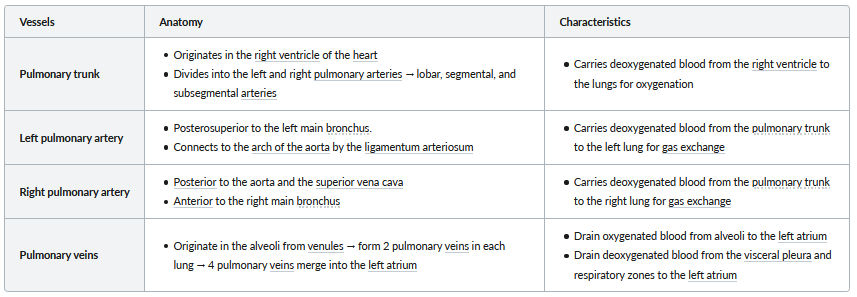 Vessels Anatomy Characteristics
Pulmonary trunk
• Originates in the right ventricle of the heart
• Divides into the left and right pulmonary arteries → lobar, segmental, and
subsegmental arteries
• Carries deoxygenated blood from the right ventricle to
the lungs for oxygenation
Left pulmonary artery
• Posterosuperior to the left main bronchus.
• Connects to the arch of the aorta by the ligamentum arteriosum
• Carries deoxygenated blood from the pulmonary trunk
to the left lung for gas exchange
Right pulmonary artery
• Posterior to the aorta and the superior vena cava
• Anterior to the right main bronchus
• Carries deoxygenated blood from the pulmonary trunk
to the right lung for gas exchange
Pulmonary veins
• Originate in the alveoli from venules → form 2 pulmonary veins in each
lung → 4 pulmonary veins merge into the left atrium
• Drain oxygenated blood from alveoli to the left atrium
• Drain deoxygenated blood from the visceral pleura and
respiratory zones to the left atrium